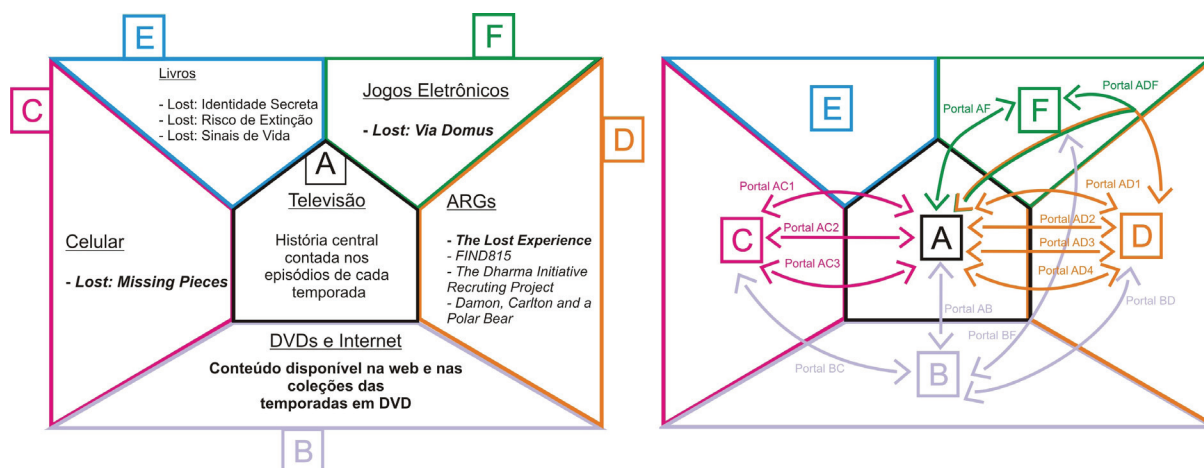 E
Livros
- Lost: Identidade Secreta
- Lost: Risco de Extinção
- Lost: Sinais de Vida
F
Jogos Eletrônicos
- Lost: Via Domus
C
Celular
- Lost: Missing Pieces
A
Televisão
História central
contada nos
episódios de cada
temporada
D
ARGs
- The Lost Experience
- FIND815
- The Dharma Initiative
Recruting Project
- Damon, Carlton and a
Polar Bear
DVDs e Internet
Conteúdo disponível na web e nas
coleções das
temporadas em DVD
B
E
F
Portal AF
Portal ADF
Portal AC1
Portal AD1
C
Portal AC2
A
Portal AD2
D
Portal AD3
Portal AC3
Portal AD4
Portal AB
Portal BD
Portal BF
Portal BC
B